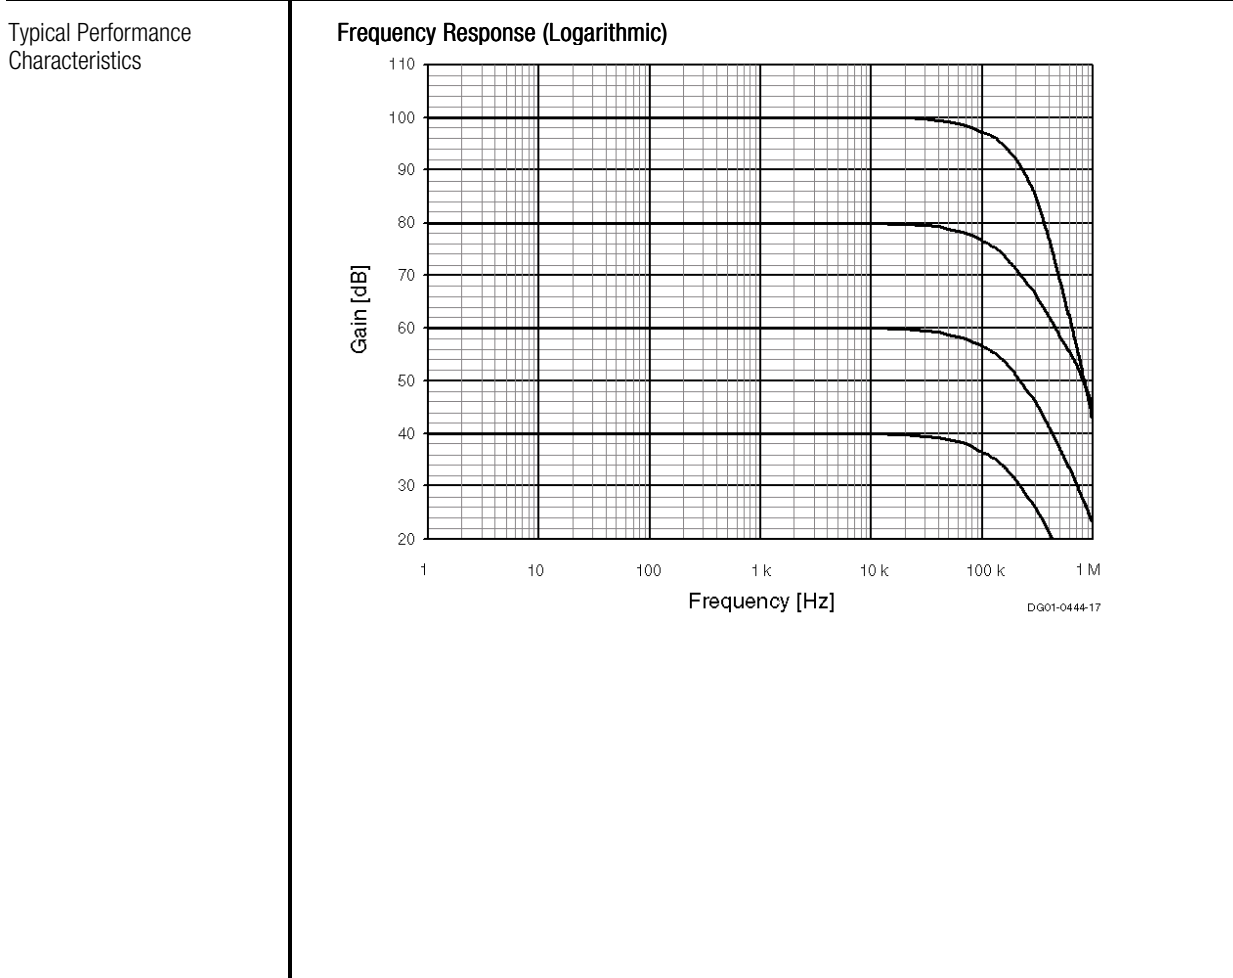 Typical Performance
Characteristics
Frequency Response (Logarithmic)
110
100
90
80
70
60
50
40
30
20
Gain [dB]
1
10
100
1 k
10 k
100 k
1 M
Frequency [Hz]
DG01-0444-17